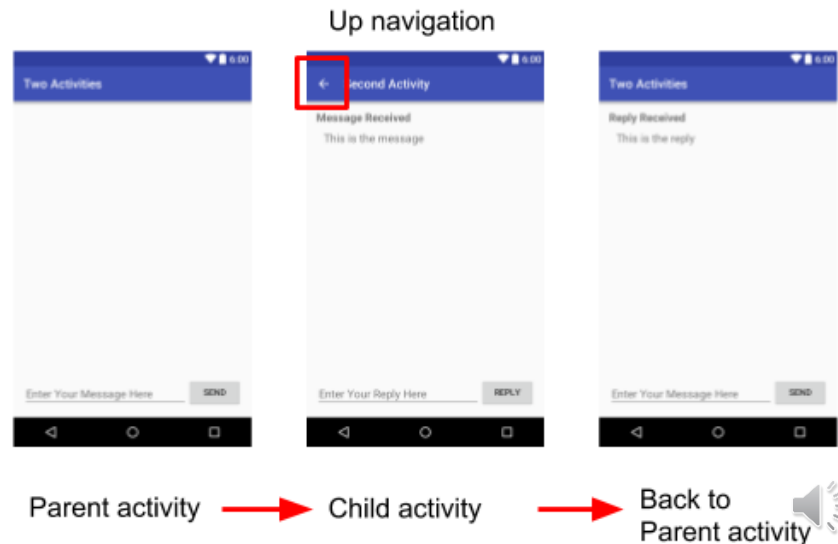 Up navigation
6:00
Two Activities
Enter Your Message Here
SEND
6:00
Second Activity
Message Received
This is the message
Enter Your Reply Here
REPLY
6:00
Two Activities
Reply Received
This is the reply
Enter Your Message Here
SEND
Parent activity
Child activity
Back to
Parent activity